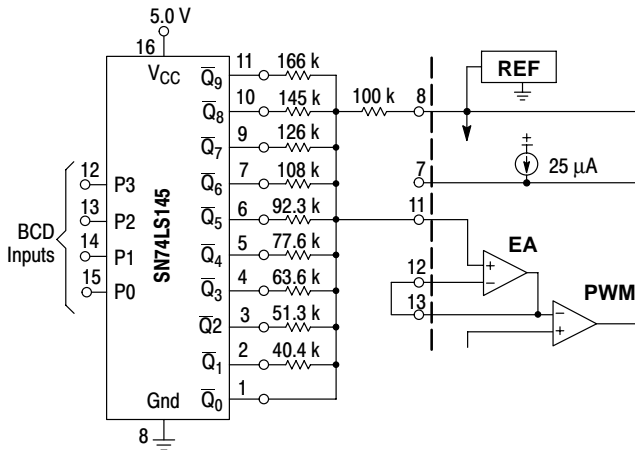 5.0 V
16
VCC
SN74LS145
BCD
Inputs
12 P3
13 P2
14 P1
15 P0
Gnd
8
Q̅9 11 166 k
Q̅8 10 145 k
Q̅7 9 126 k
Q̅6 7 108 k
Q̅5 6 92.3 k
Q̅4 5 77.6 k
Q̅3 4 63.6 k
Q̅2 3 51.3 k
Q̅1 2 40.4 k
Q̅0 1
100 k 8
REF
7
25 µA
11
EA
12
13
+
−
PWM
−
+
+